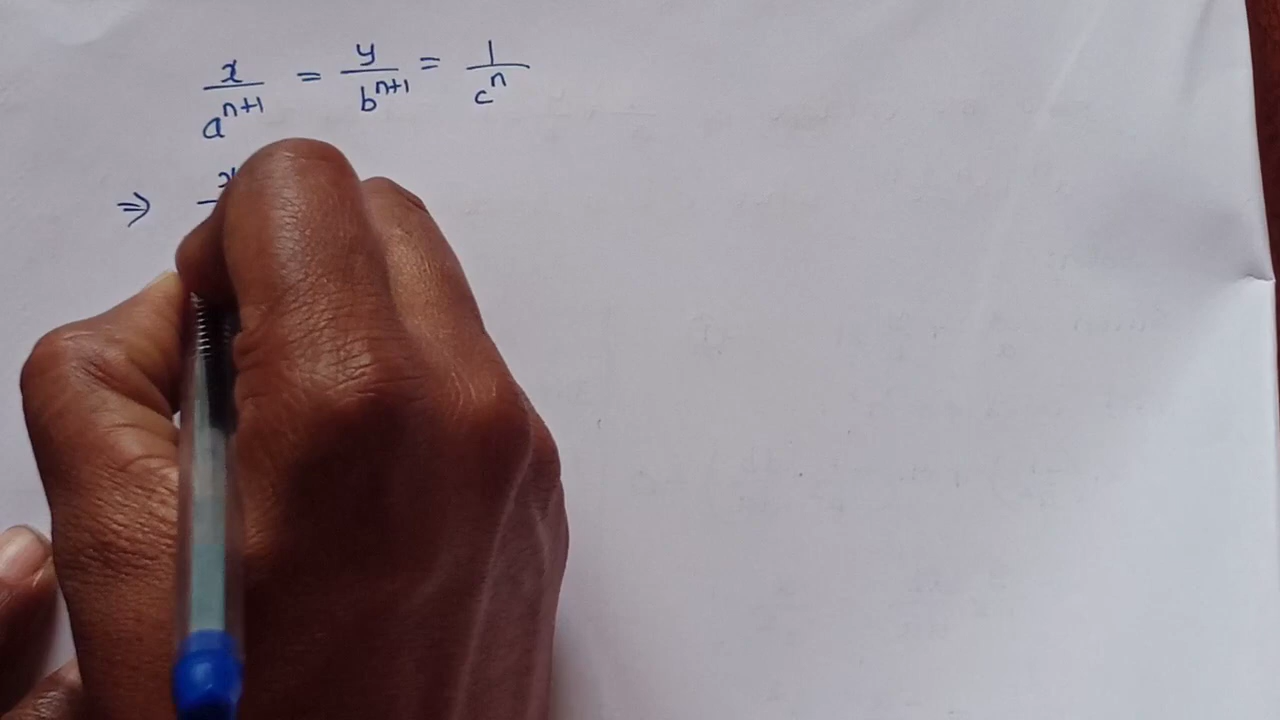 x/a^(n+1) = y/b^(n+1) = 1/c^n
⇒ x